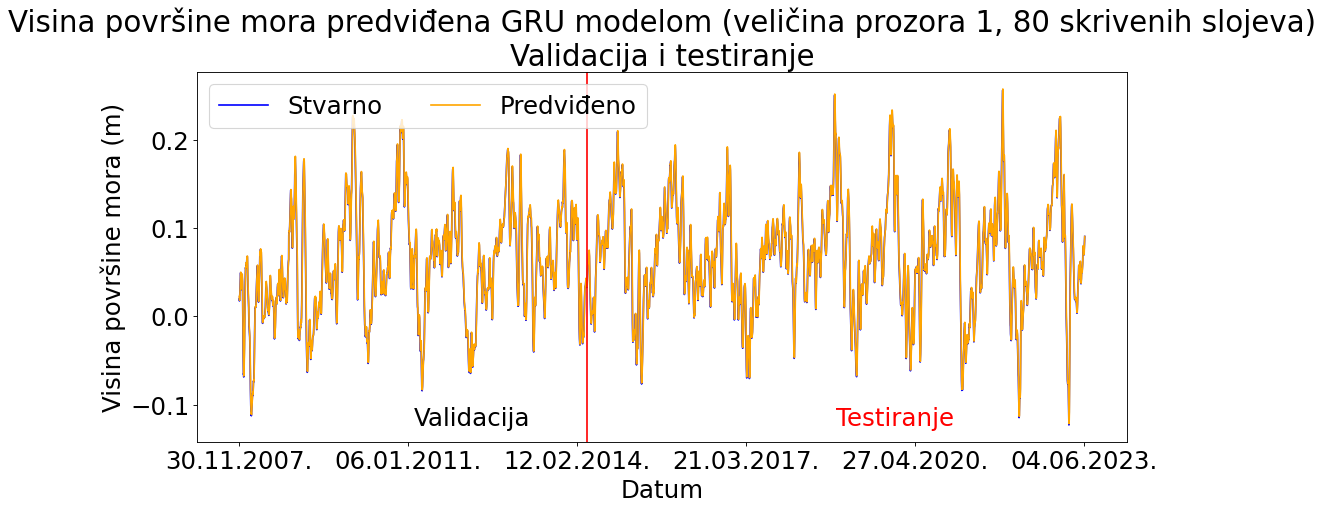 Visina površine mora predviđena GRU modelom (veličina prozora 1, 80 skrivenih slojeva)
Validacija i testiranje
Stvarno
Predviđeno
Visina površine mora (m)
0.2
0.1
0.0
−0.1
Validacija
Testiranje
30.11.2007.
06.01.2011.
12.02.2014.
21.03.2017.
27.04.2020.
04.06.2023.
Datum